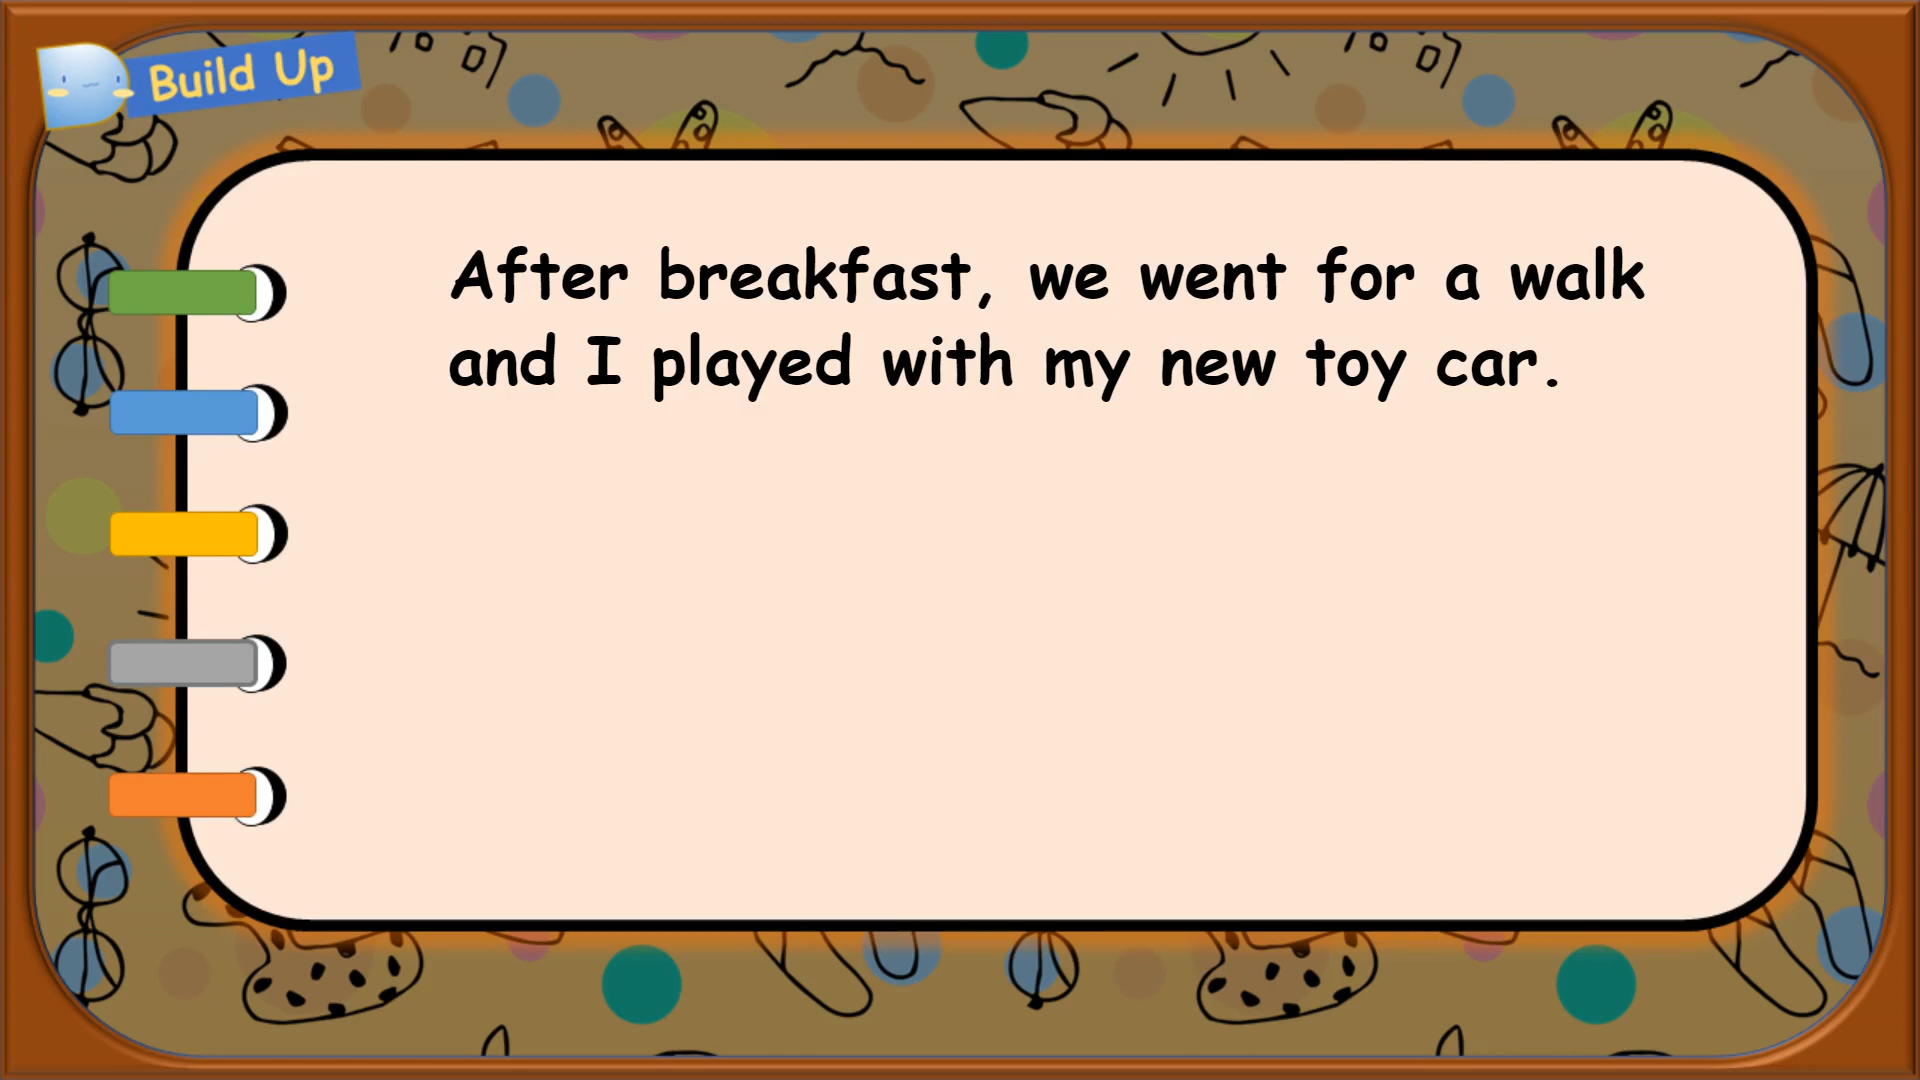 Build Up
After breakfast, we went for a walk
and I played with my new toy car.